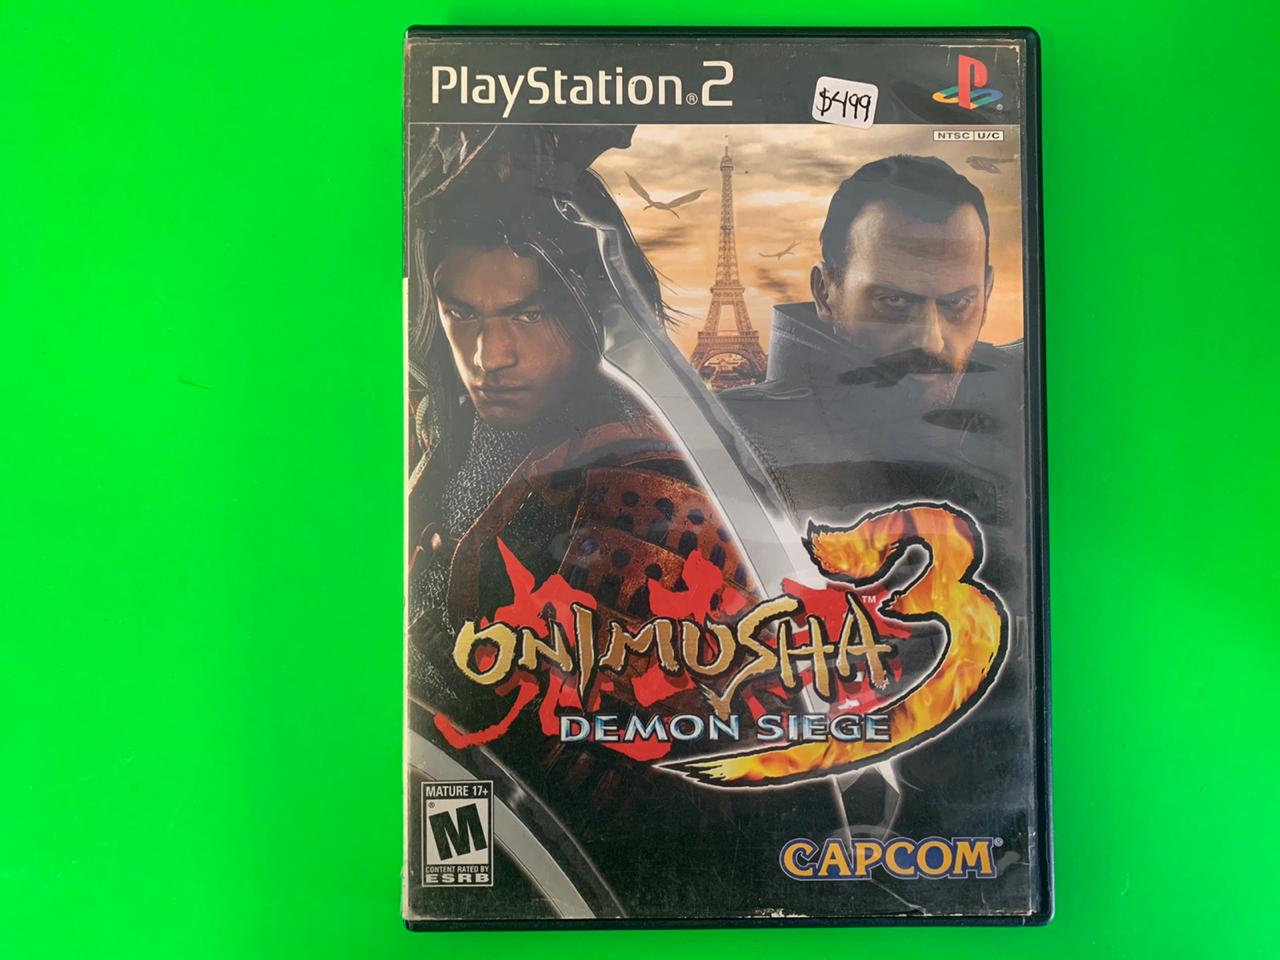 PlayStation®2
$499
NTSC U/C
ONIMUSHA™ 3
DEMON SIEGE
MATURE 17+
M
®
CONTENT RATED BY
ESRB
CAPCOM®